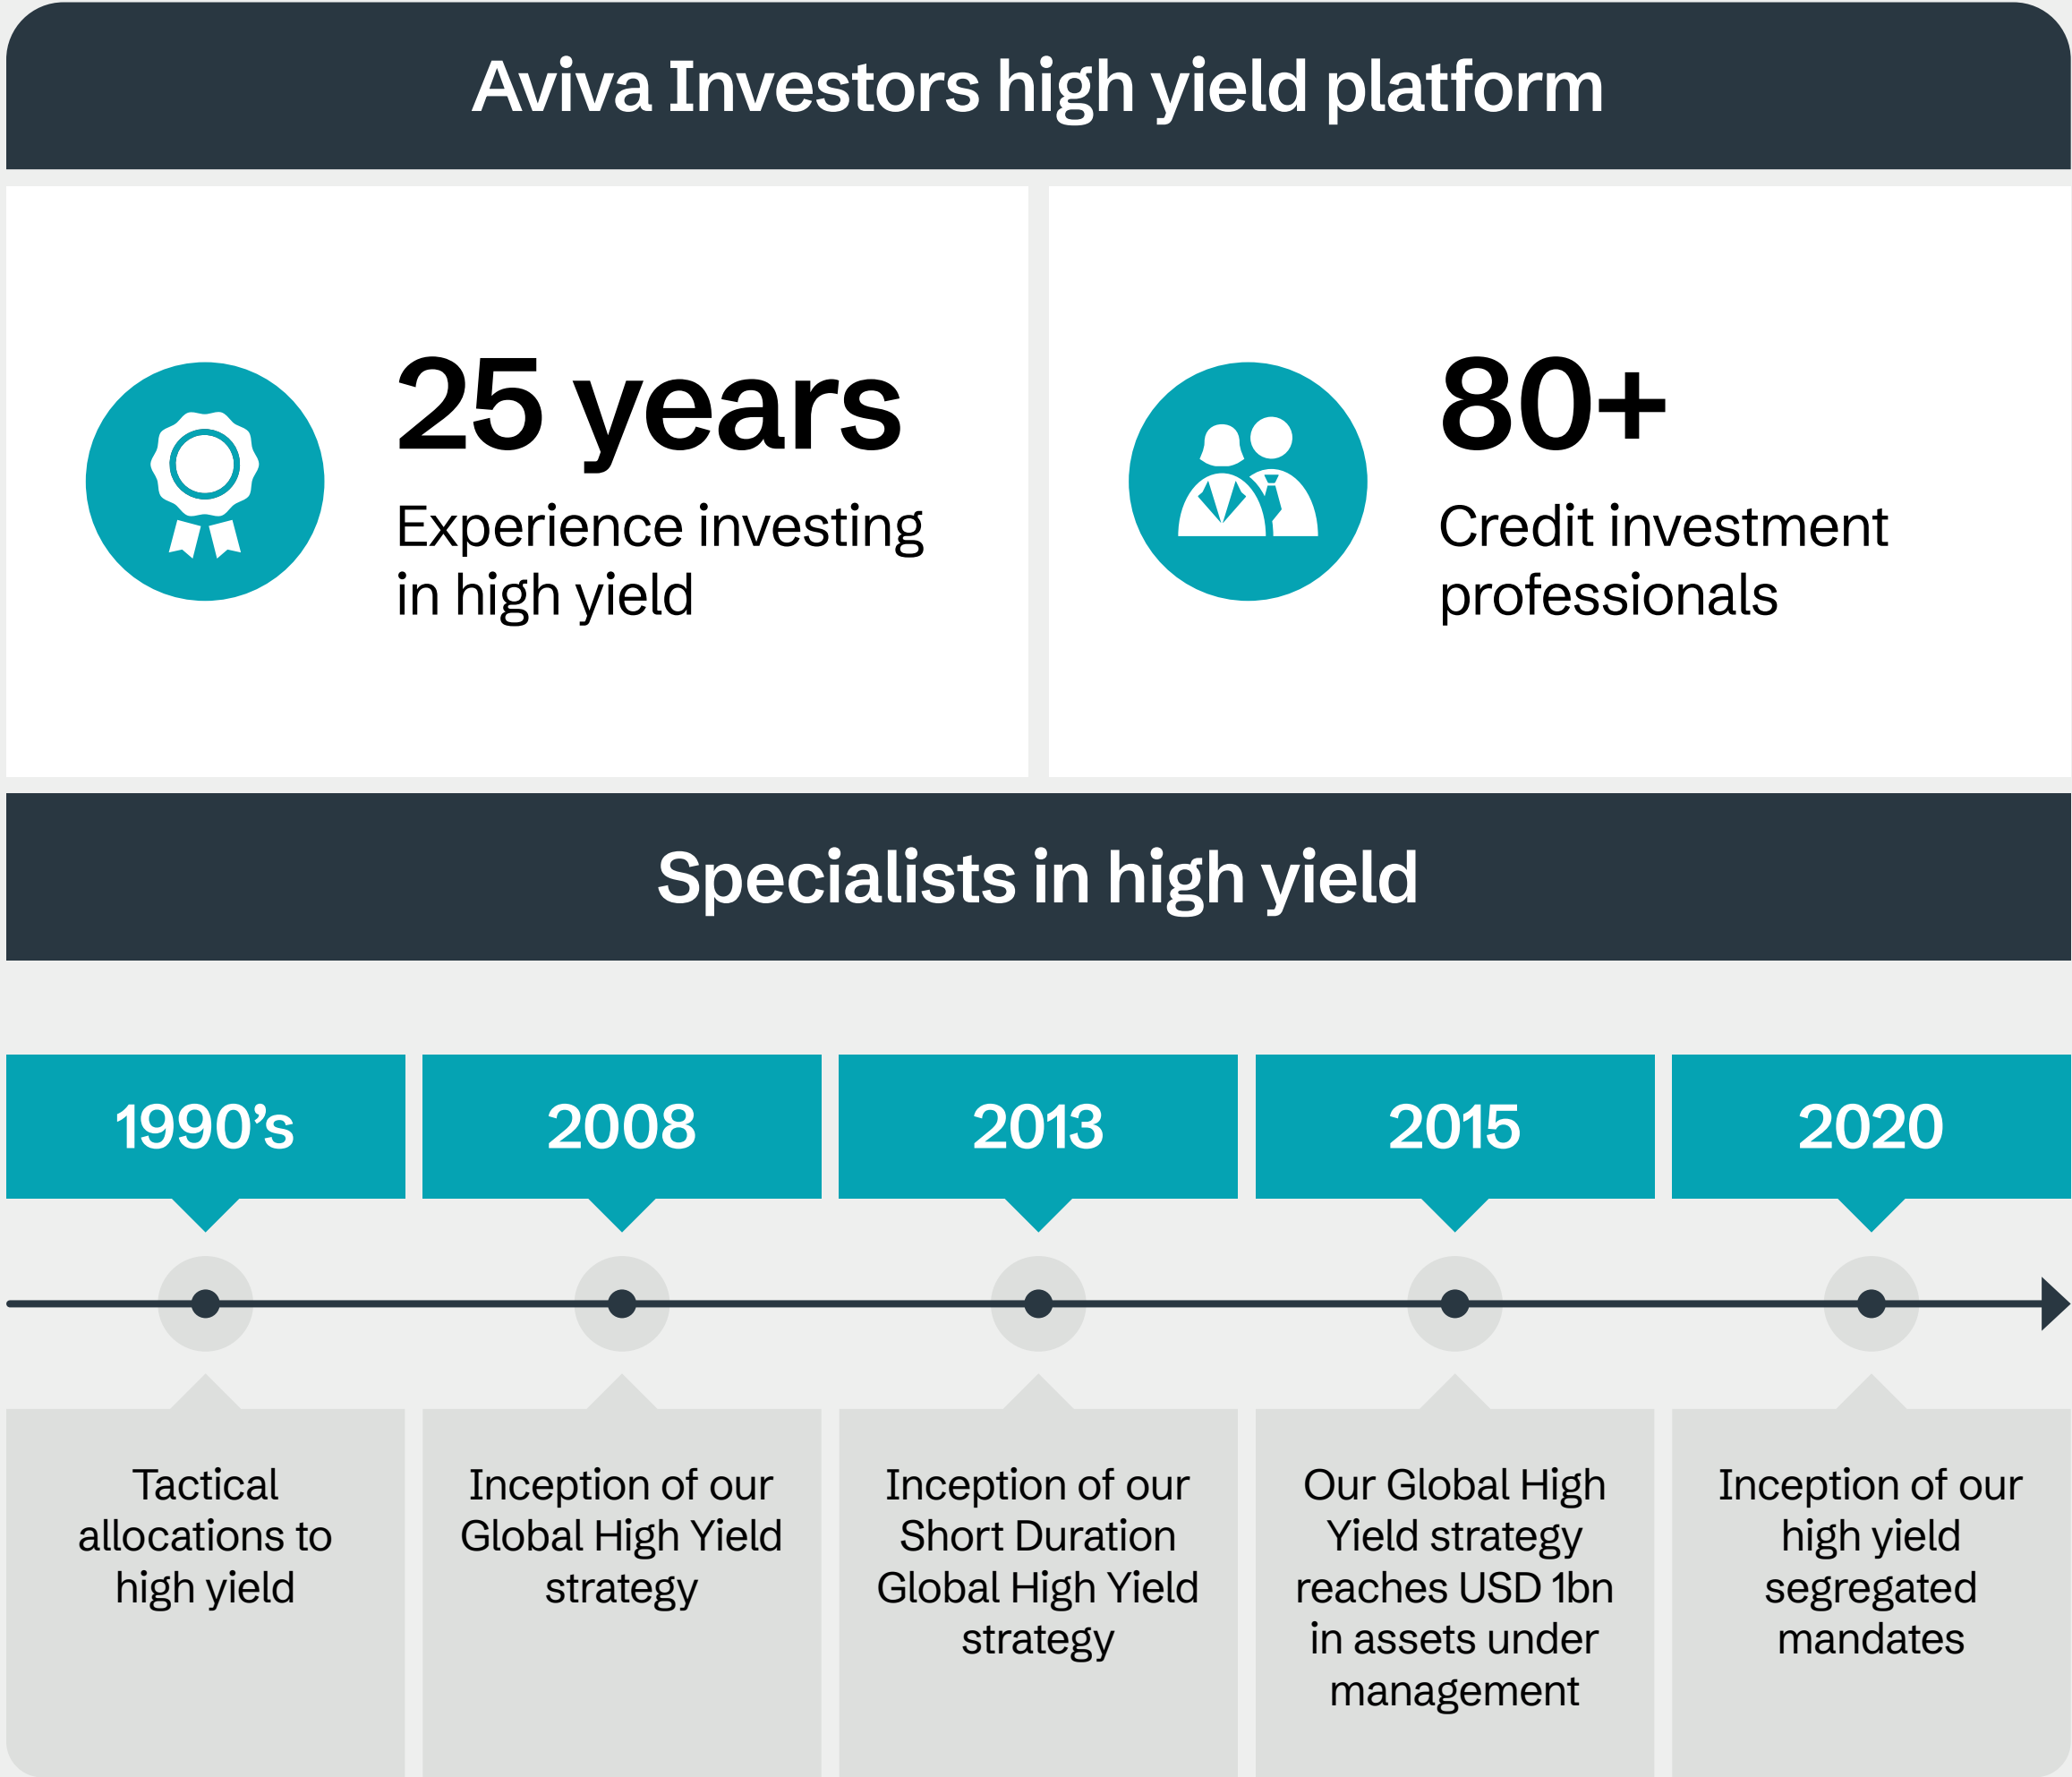 Aviva Investors high yield platform
25 years
Experience investing
in high yield
80+
Credit investment
professionals
Specialists in high yield
1990’s
2008
2013
2015
2020
Tactical
allocations to
high yield
Inception of our
Global High Yield
strategy
Inception of our
Short Duration
Global High Yield
strategy
Our Global High
Yield strategy
reaches USD 1bn
in assets under
management
Inception of our
high yield
segregated
mandates